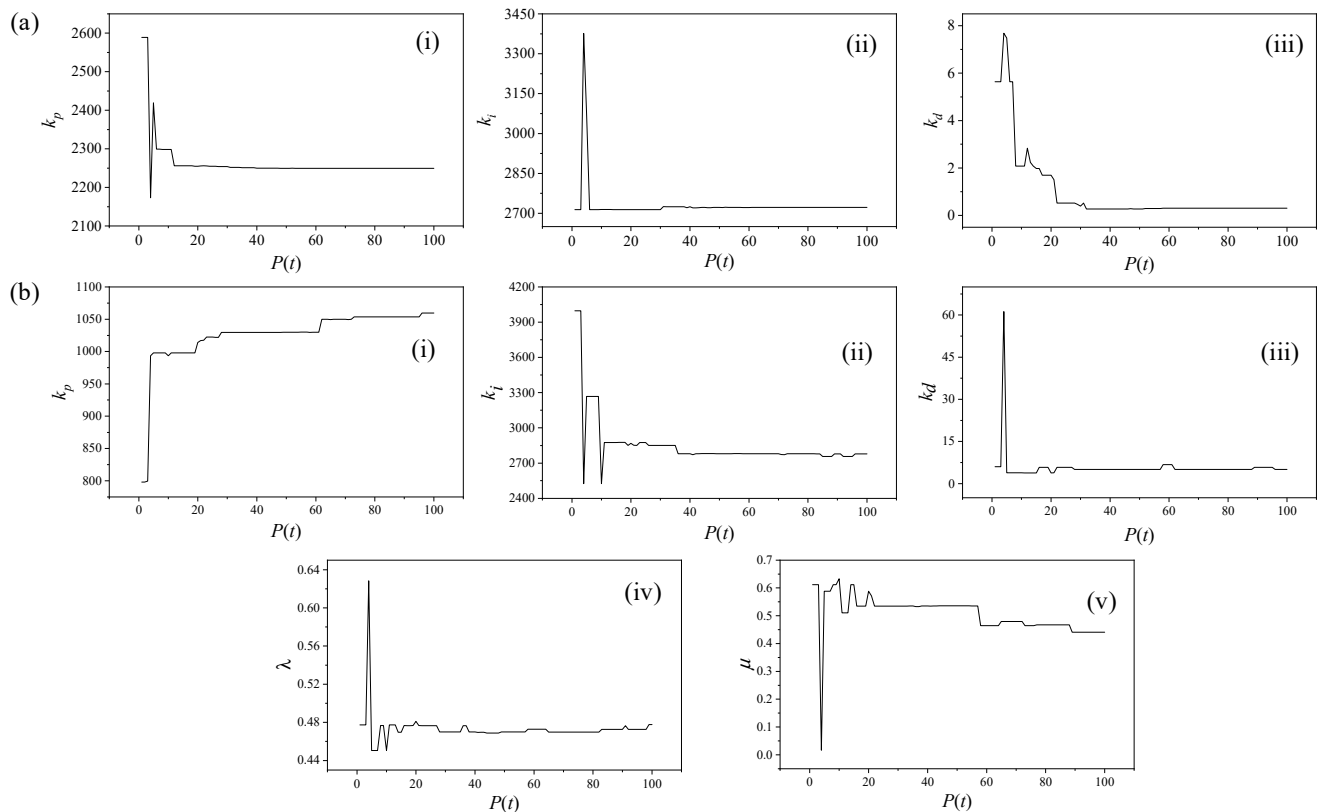 (a)
(i)
2600
2500
2400
2300
2200
2100
k_p
0 20 40 60 80 100
P(t)
(ii)
3450
3300
3150
3000
2850
2700
k_i
0 20 40 60 80 100
P(t)
(iii)
8
6
4
2
0
k_d
0 20 40 60 80 100
P(t)
(b)
(i)
1100
1050
1000
950
900
850
800
k_p
0 20 40 60 80 100
P(t)
(ii)
4200
3900
3600
3300
3000
2700
2400
k_i
0 20 40 60 80 100
P(t)
(iii)
60
45
30
15
0
kd
0 20 40 60 80 100
P(t)
(iv)
0.64
0.60
0.56
0.52
0.48
0.44
λ
0 20 40 60 80 100
P(t)
(v)
0.7
0.6
0.5
0.4
0.3
0.2
0.1
0.0
μ
0 20 40 60 80 100
P(t)